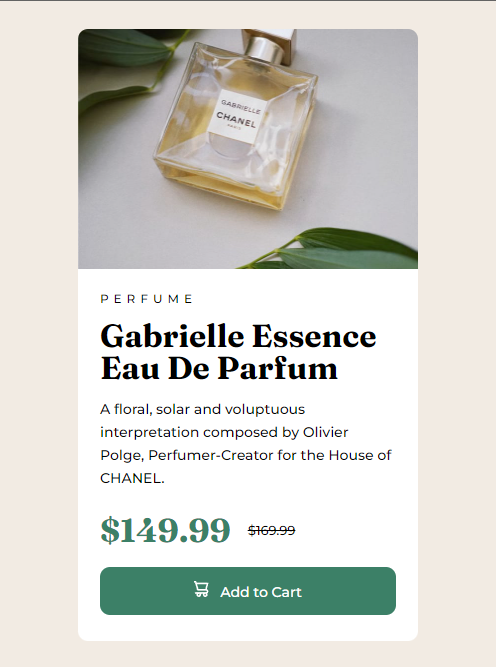 GABRIELLE
CHANEL
PARIS
PERFUME
Gabrielle Essence
Eau De Parfum
A floral, solar and voluptuous
interpretation composed by Olivier
Polge, Perfumer-Creator for the House of
CHANEL.
$149.99 $169.99
Add to Cart